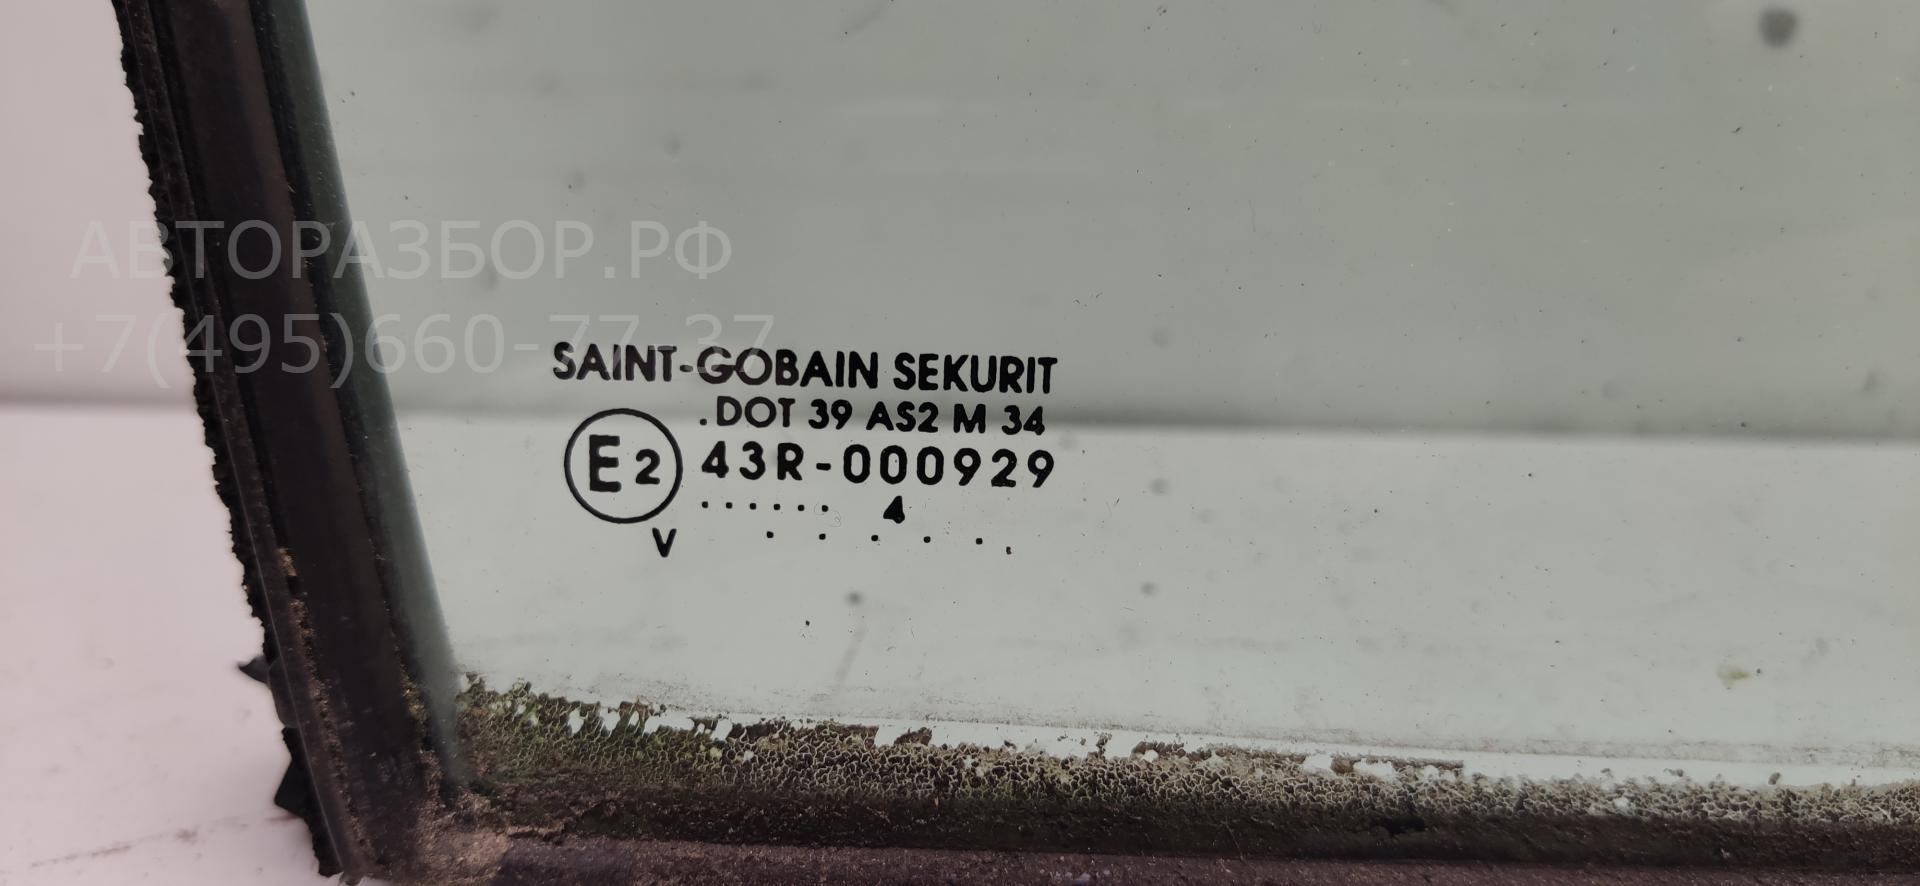 АВТОРАЗБОР.РФ
+7(495)660-77-37
SAINT-GOBAIN SEKURIT
.DOT 39 AS2 M 34
E2 43R-000929
...... 4
V . . . . . .